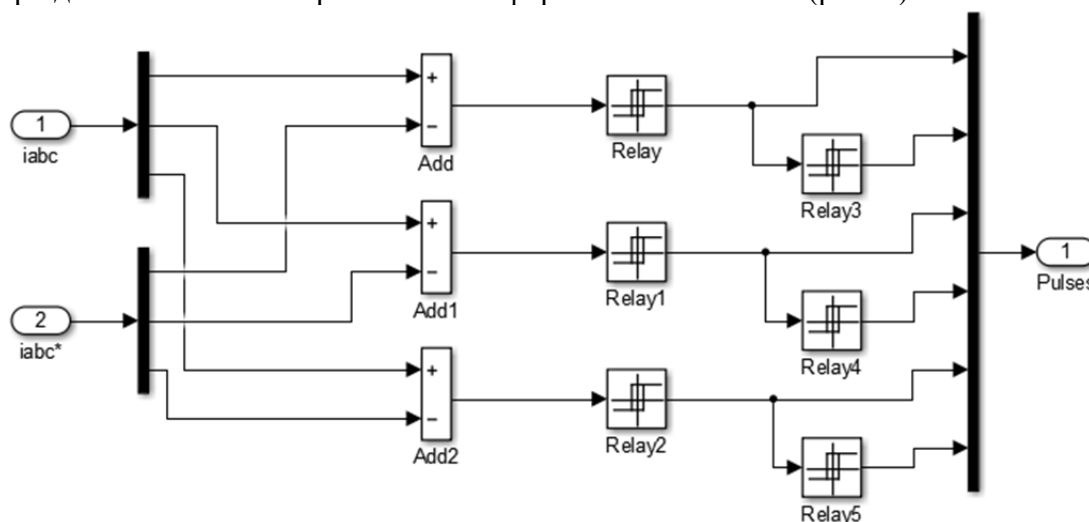 1
iabc
2
iabc*
+
−
Add
+
−
Add1
+
−
Add2
Relay
Relay3
Relay1
Relay4
Relay2
Relay5
1
Pulses